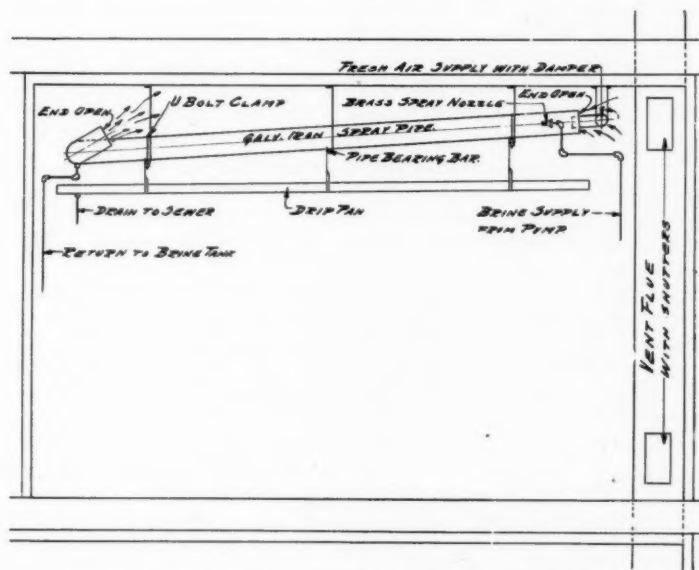 FRESH AIR SUPPLY WITH DAMPER
END OPEN
U BOLT CLAMP
BRASS SPRAY NOZZLE
END OPEN
GALV. IRON SPRAY PIPE.
PIPE BEARING BAR.
DRAIN TO SEWER
DRIP PAN
BRINE SUPPLY
FROM PUMP
RETURN TO BRINE TANK
VENT FLUE
WITH SHUTTERS